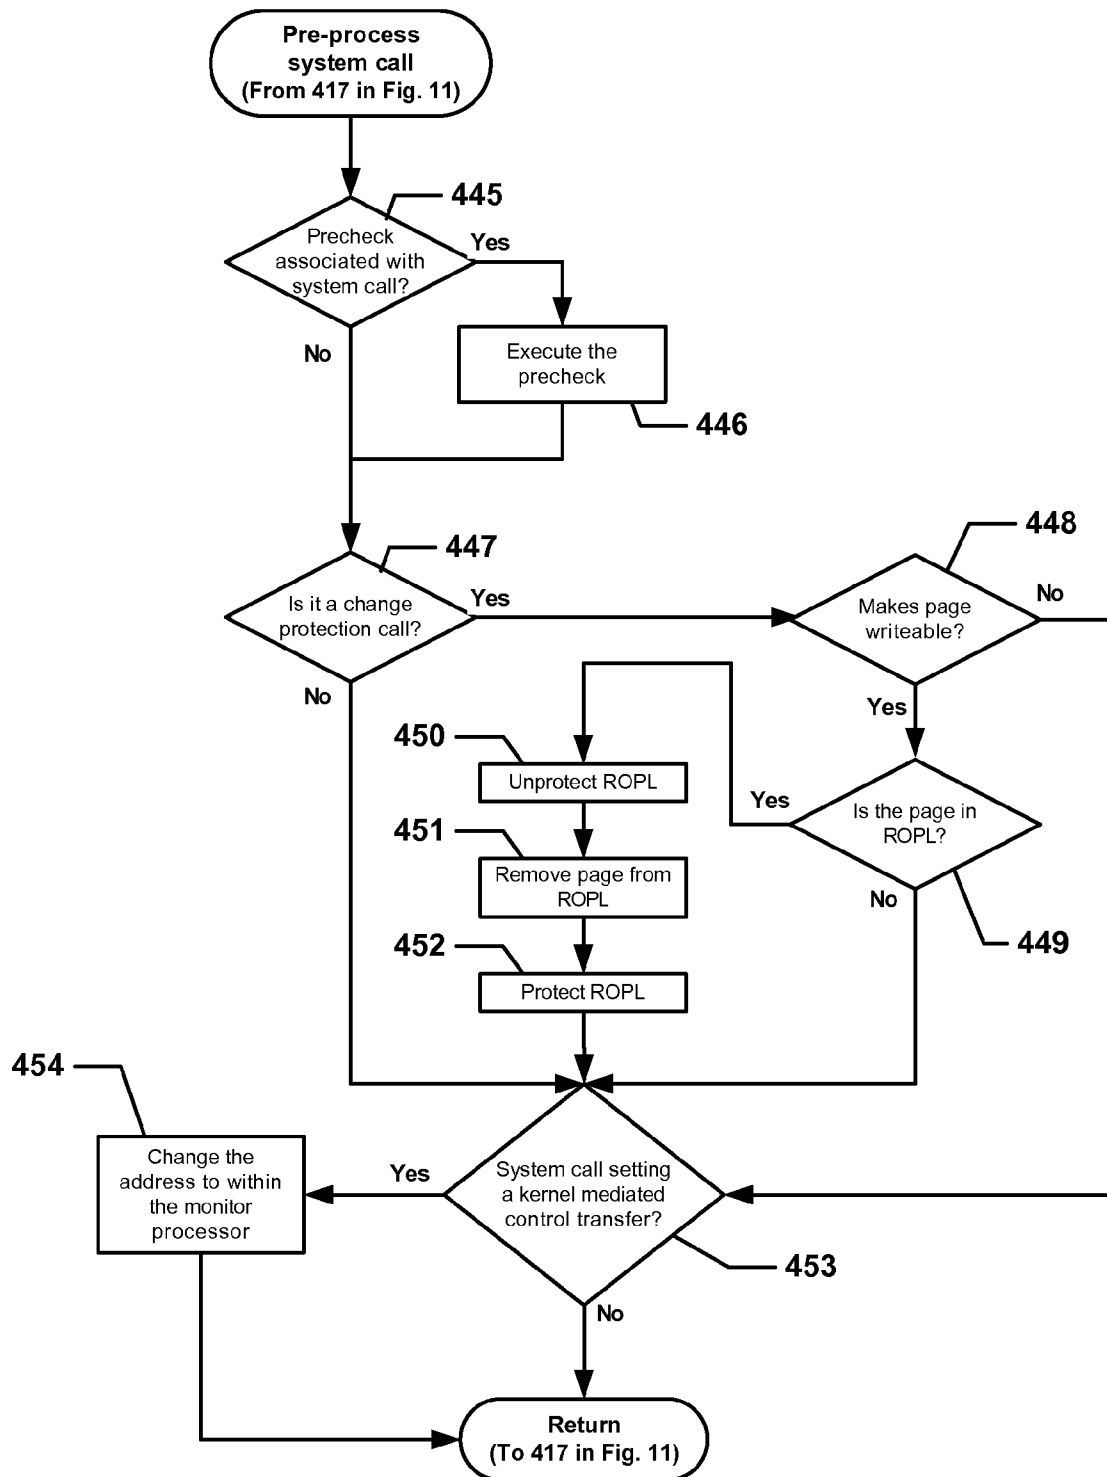 Pre-process
system call
(From 417 in Fig. 11)
445
Precheck
associated with
system call?
Yes
No
Execute the
precheck
446
447
Is it a change
protection call?
Yes
No
448
Makes page
writeable?
No
Yes
449
Is the page in
ROPL?
Yes
No
450
Unprotect ROPL
451
Remove page from
ROPL
452
Protect ROPL
453
System call setting
a kernel mediated
control transfer?
Yes
No
454
Change the
address to within
the monitor
processor
Return
(To 417 in Fig. 11)